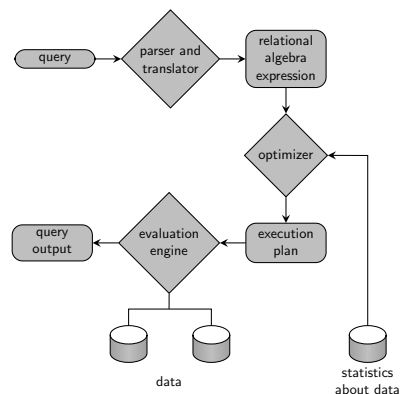 query
parser and
translator
relational
algebra
expression
optimizer
query
output
evaluation
engine
execution
plan
data
statistics
about data